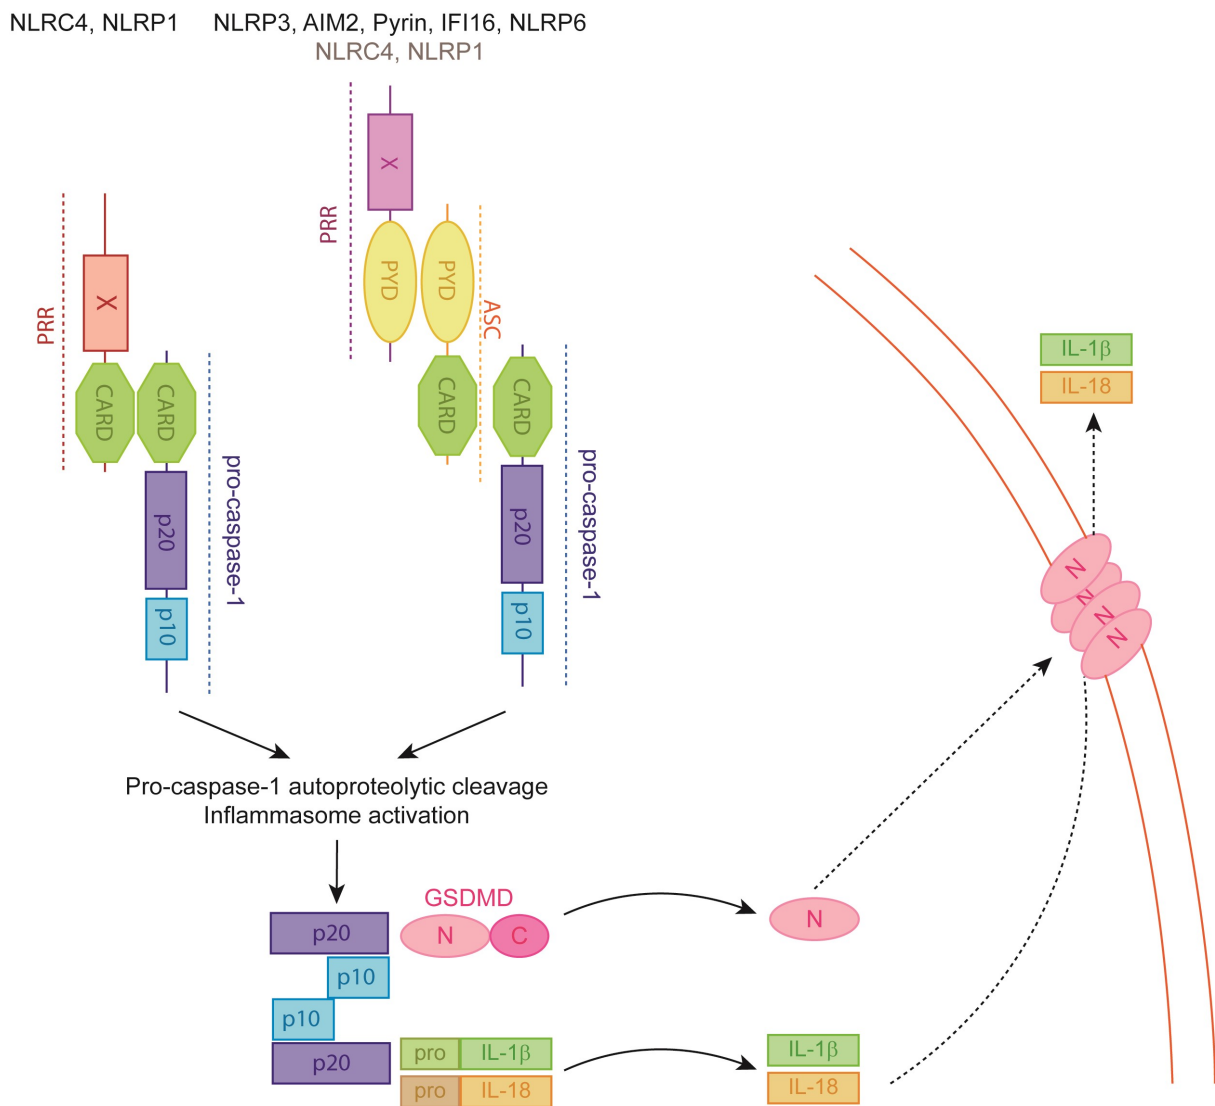 NLRC4, NLRP1
NLRP3, AIM2, Pyrin, IFI16, NLRP6
NLRC4, NLRP1
PRR
X
CARD
CARD
p20
p10
pro-caspase-1
PRR
X
PYD
PYD
ASC
CARD
CARD
p20
p10
pro-caspase-1
Pro-caspase-1 autoproteolytic cleavage
Inflammasome activation
p20
p10
p10
p20
GSDMD
N
C
N
pro
IL-1β
pro
IL-18
IL-1β
IL-18
N
N
N
N
IL-1β
IL-18